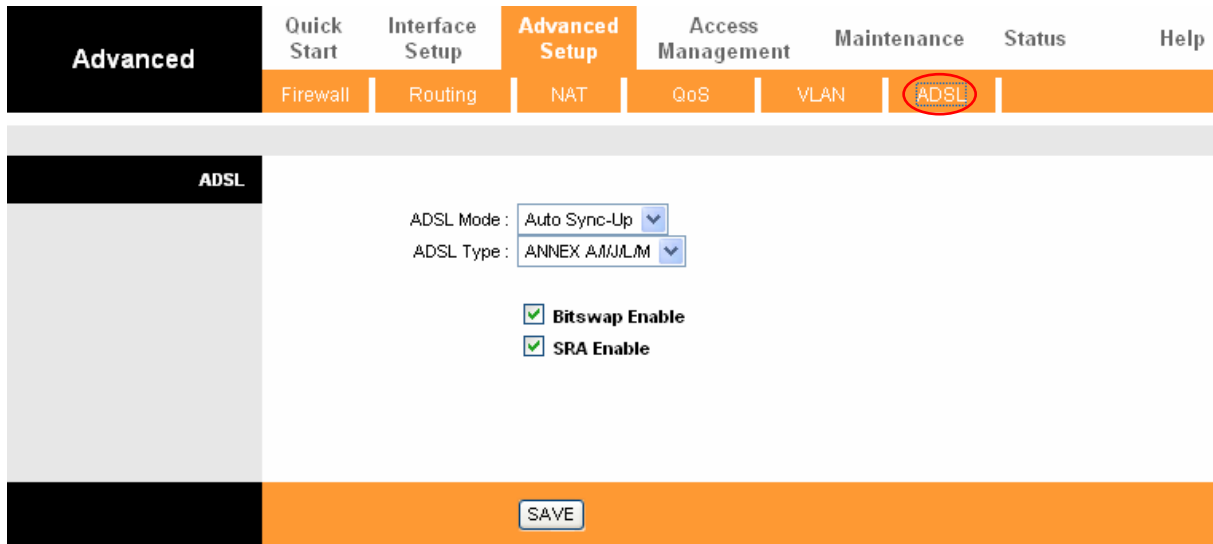 Advanced
Quick Start
Interface Setup
Advanced Setup
Access Management
Maintenance
Status
Help
Firewall
Routing
NAT
QoS
VLAN
ADSL
ADSL
ADSL Mode : Auto Sync-Up
ADSL Type : ANNEX A/I/J/L/M
Bitswap Enable
SRA Enable
SAVE